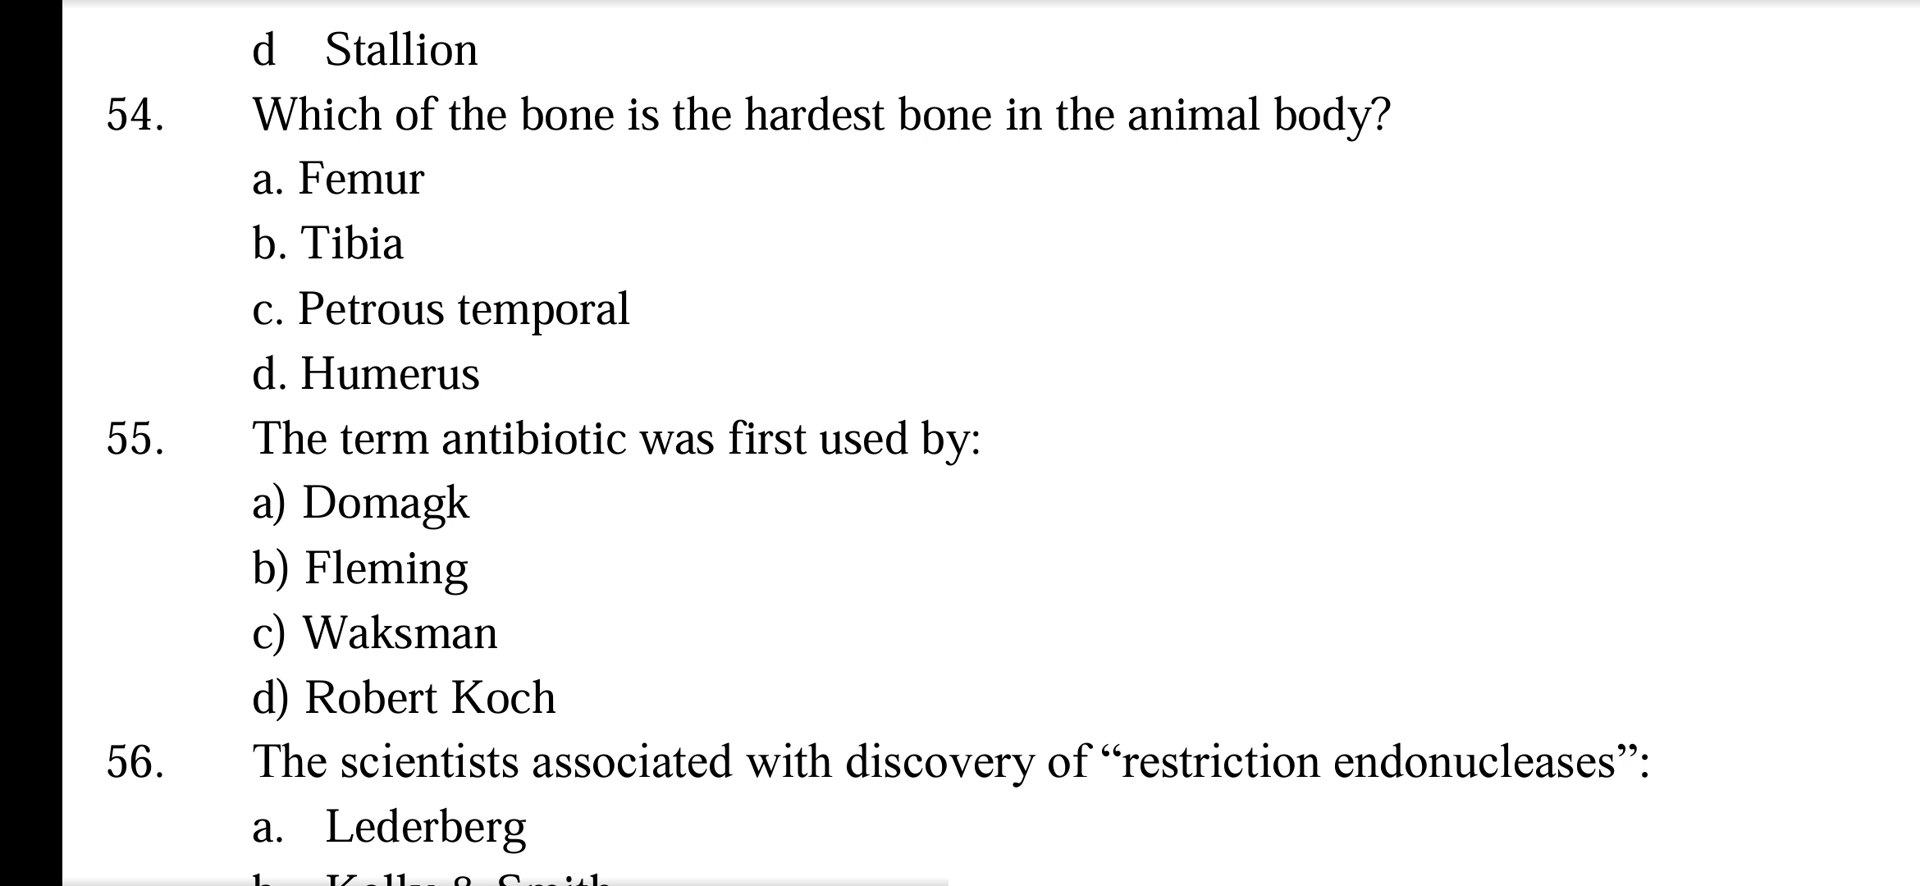 d Stallion
54. Which of the bone is the hardest bone in the animal body?
a. Femur
b. Tibia
c. Petrous temporal
d. Humerus
55. The term antibiotic was first used by:
a) Domagk
b) Fleming
c) Waksman
d) Robert Koch
56. The scientists associated with discovery of “restriction endonucleases”:
a. Lederberg